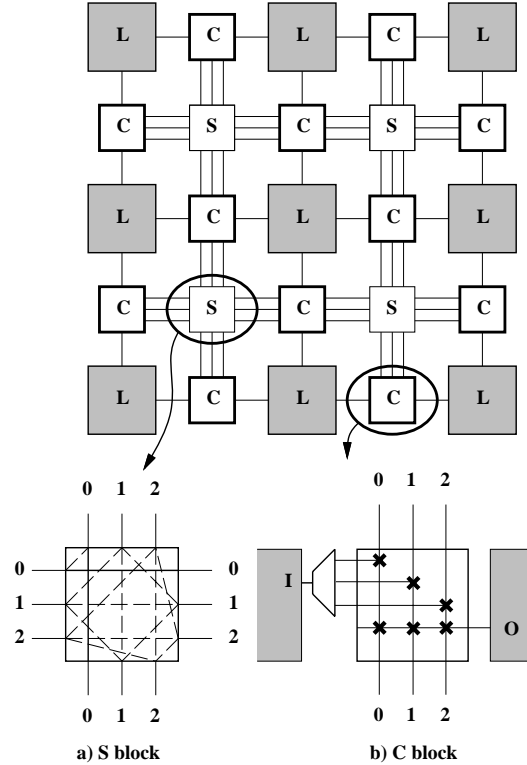 L C L C L
C S C S C
L C L C L
C S C S C
L C L C L
0 1 2
0 1 2
0 0
1 1
2 2
I
O
0 1 2
0 1 2
a) S block
b) C block